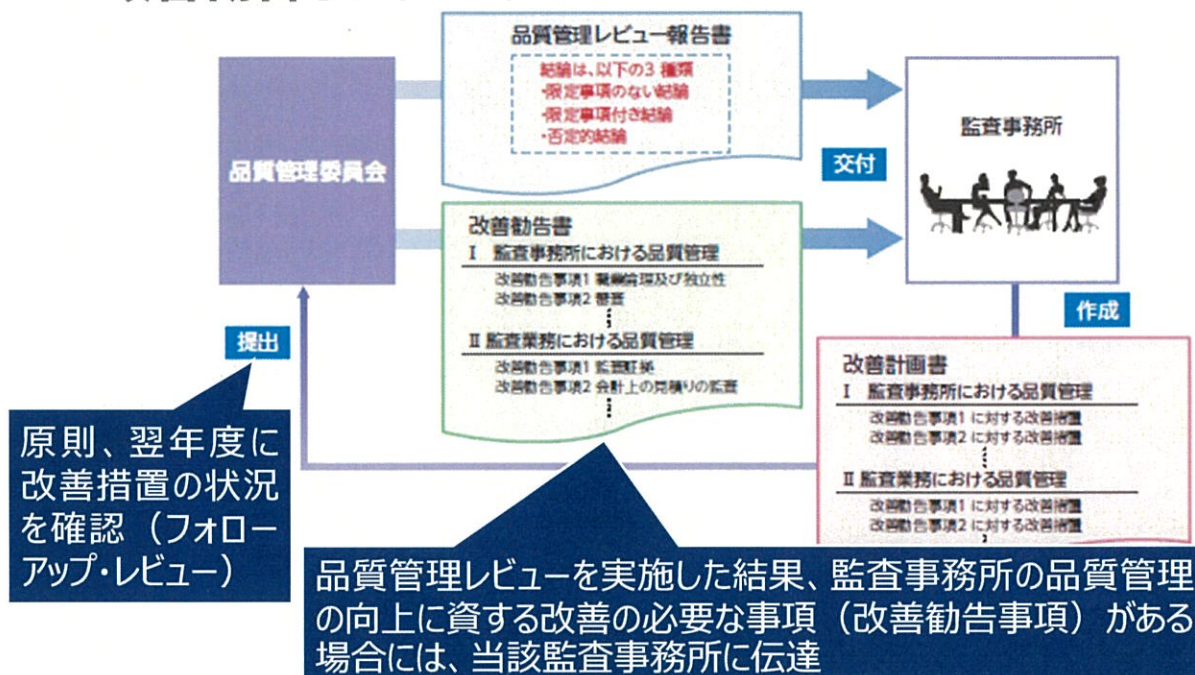 品質管理レビュー報告書
結論は、以下の3 種類
・限定事項のない結論
・限定事項付き結論
・否定的結論
品質管理委員会
監査事務所
交付
改善勧告書
Ⅰ 監査事務所における品質管理
改善勧告事項1 職業倫理及び独立性
改善勧告事項2 審査
Ⅱ 監査業務における品質管理
改善勧告事項1 監査証拠
改善勧告事項2 会計上の見積りの監査
作成
提出
改善計画書
Ⅰ 監査事務所における品質管理
改善勧告事項1 に対する改善措置
改善勧告事項2 に対する改善措置
Ⅱ 監査業務における品質管理
改善勧告事項1 に対する改善措置
改善勧告事項2 に対する改善措置
原則、翌年度に
改善措置の状況
を確認（フォロー
アップ・レビュー）
品質管理レビューを実施した結果、監査事務所の品質管理
の向上に資する改善の必要な事項（改善勧告事項）がある
場合には、当該監査事務所に伝達